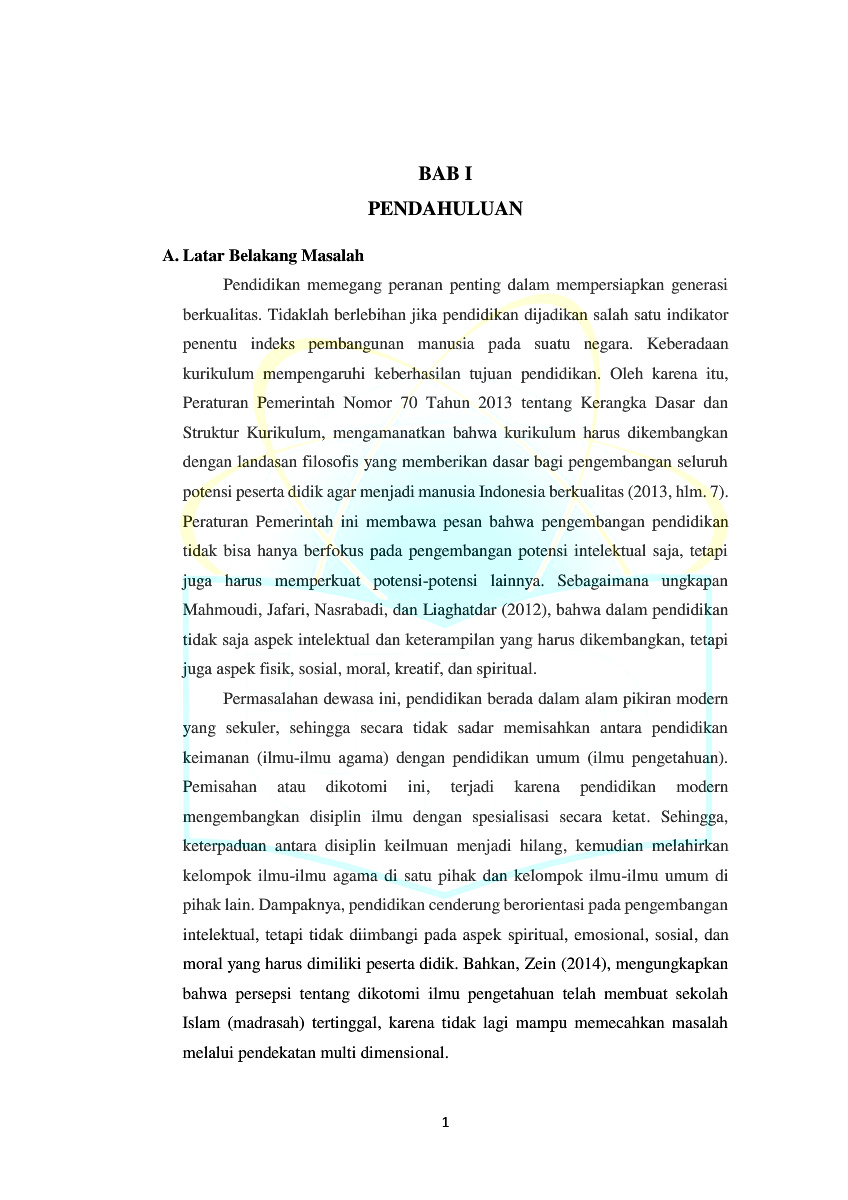 BAB I
PENDAHULUAN
A. Latar Belakang Masalah
Pendidikan memegang peranan penting dalam mempersiapkan generasi
berkualitas. Tidaklah berlebihan jika pendidikan dijadikan salah satu indikator
penentu indeks pembangunan manusia pada suatu negara. Keberadaan
kurikulum mempengaruhi keberhasilan tujuan pendidikan. Oleh karena itu,
Peraturan Pemerintah Nomor 70 Tahun 2013 tentang Kerangka Dasar dan
Struktur Kurikulum, mengamanatkan bahwa kurikulum harus dikembangkan
dengan landasan filosofis yang memberikan dasar bagi pengembangan seluruh
potensi peserta didik agar menjadi manusia Indonesia berkualitas (2013, hlm. 7).
Peraturan Pemerintah ini membawa pesan bahwa pengembangan pendidikan
tidak bisa hanya berfokus pada pengembangan potensi intelektual saja, tetapi
juga harus memperkuat potensi-potensi lainnya. Sebagaimana ungkapan
Mahmoudi, Jafari, Nasrabadi, dan Liaghatdar (2012), bahwa dalam pendidikan
tidak saja aspek intelektual dan keterampilan yang harus dikembangkan, tetapi
juga aspek fisik, sosial, moral, kreatif, dan spiritual.
Permasalahan dewasa ini, pendidikan berada dalam alam pikiran modern
yang sekuler, sehingga secara tidak sadar memisahkan antara pendidikan
keimanan (ilmu-ilmu agama) dengan pendidikan umum (ilmu pengetahuan).
Pemisahan atau dikotomi ini, terjadi karena pendidikan modern
mengembangkan disiplin ilmu dengan spesialisasi secara ketat. Sehingga,
keterpaduan antara disiplin keilmuan menjadi hilang, kemudian melahirkan
kelompok ilmu-ilmu agama di satu pihak dan kelompok ilmu-ilmu umum di
pihak lain. Dampaknya, pendidikan cenderung berorientasi pada pengembangan
intelektual, tetapi tidak diimbangi pada aspek spiritual, emosional, sosial, dan
moral yang harus dimiliki peserta didik. Bahkan, Zein (2014), mengungkapkan
bahwa persepsi tentang dikotomi ilmu pengetahuan telah membuat sekolah
Islam (madrasah) tertinggal, karena tidak lagi mampu memecahkan masalah
melalui pendekatan multi dimensional.
1